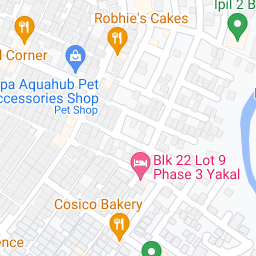 Ipil 2 B
Robhie's Cakes
l Corner
pa Aquahub Pet
ccessories Shop
Pet Shop
Blk 22 Lot 9
Phase 3 Yakal
Cosico Bakery
ence